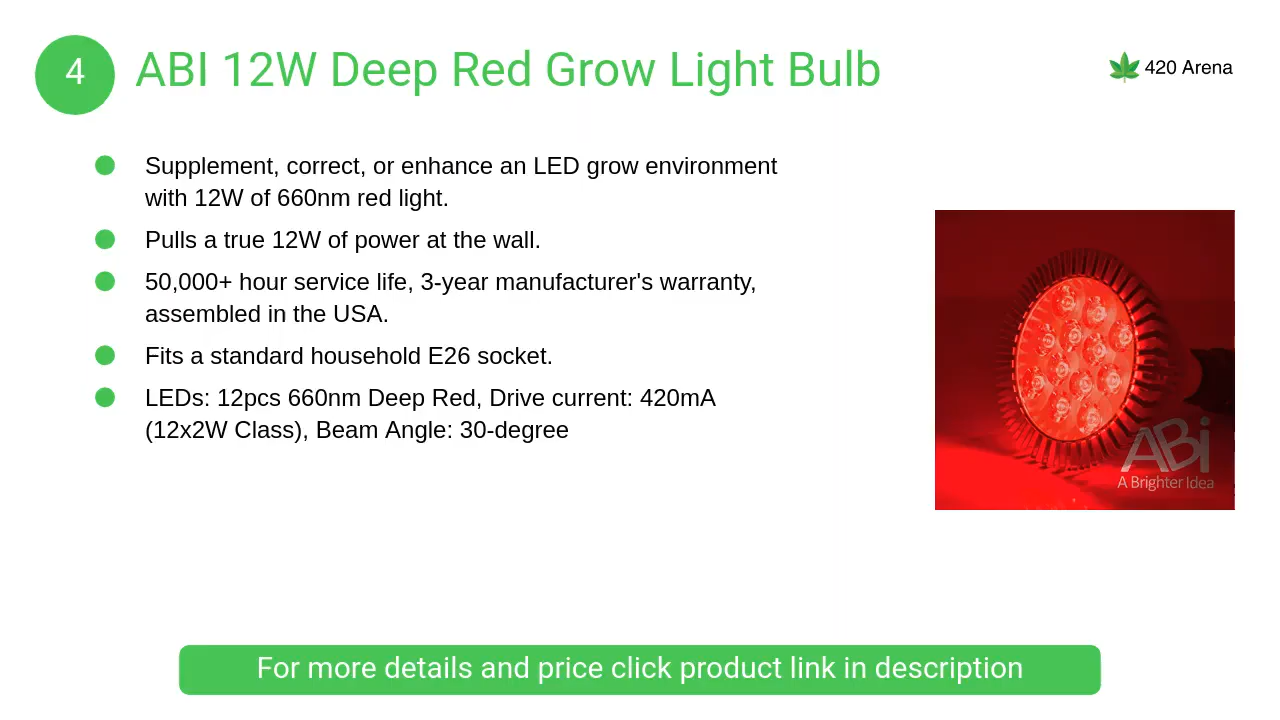 4
ABI 12W Deep Red Grow Light Bulb
420 Arena
Supplement, correct, or enhance an LED grow environment
with 12W of 660nm red light.
Pulls a true 12W of power at the wall.
50,000+ hour service life, 3-year manufacturer's warranty,
assembled in the USA.
Fits a standard household E26 socket.
LEDs: 12pcs 660nm Deep Red, Drive current: 420mA
(12x2W Class), Beam Angle: 30-degree
ABi
A Brighter Idea
For more details and price click product link in description